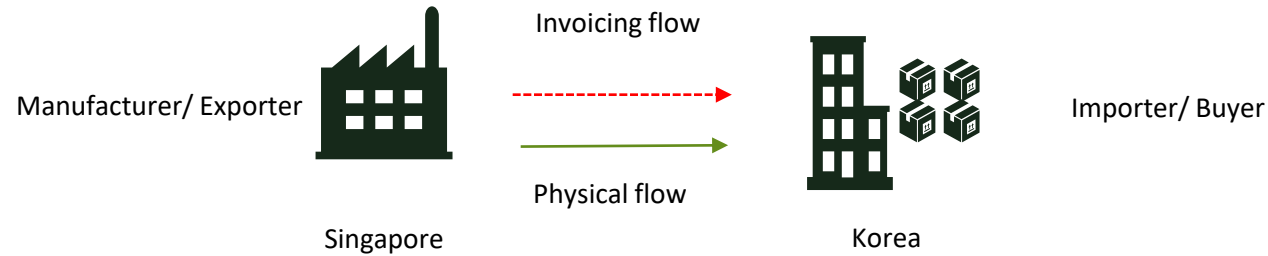 Invoicing flow
Manufacturer/ Exporter
Importer/ Buyer
Physical flow
Singapore
Korea